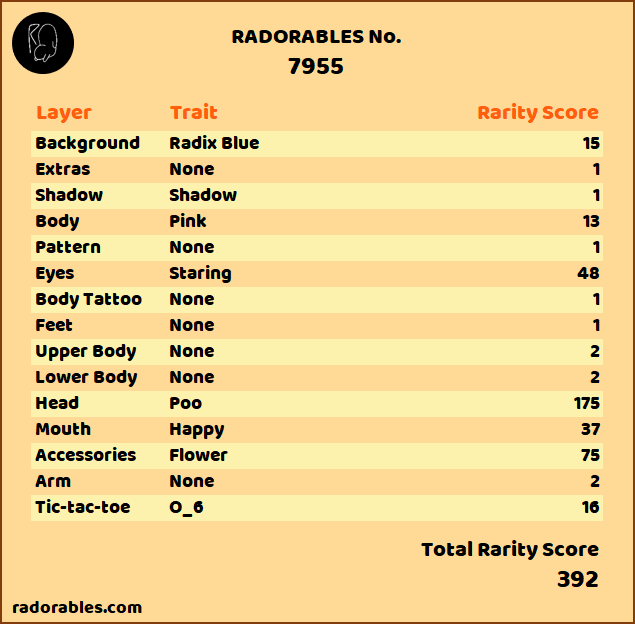 RADORABLES No.
7955
Layer Trait Rarity Score
Background Radix Blue 15
Extras None 1
Shadow Shadow 1
Body Pink 13
Pattern None 1
Eyes Staring 48
Body Tattoo None 1
Feet None 1
Upper Body None 2
Lower Body None 2
Head Poo 175
Mouth Happy 37
Accessories Flower 75
Arm None 2
Tic-tac-toe O_6 16
Total Rarity Score
392
radorables.com